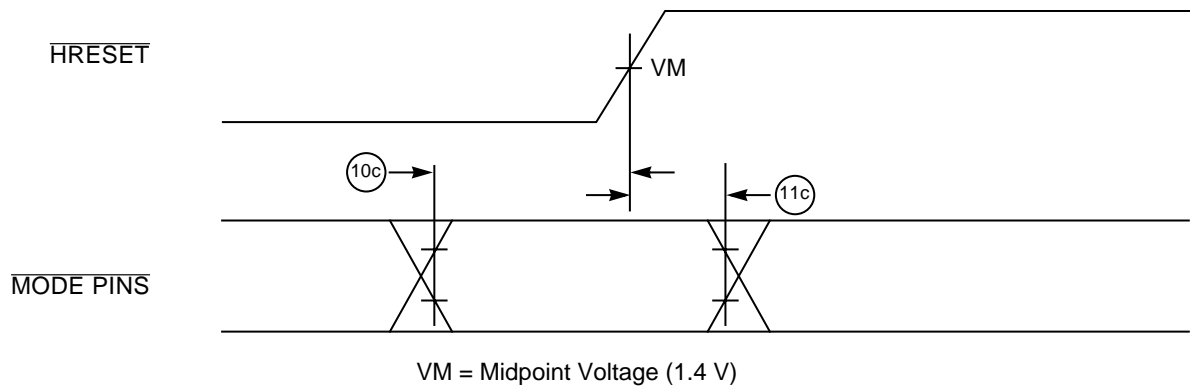 HRESET
VM
10c
11c
MODE PINS
VM = Midpoint Voltage (1.4 V)